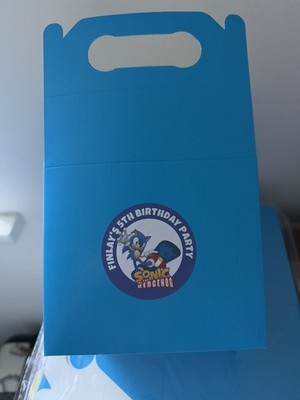 FINLAY'S 5TH BIRTHDAY PARTY
SONIC
THE
HEDGEHOG